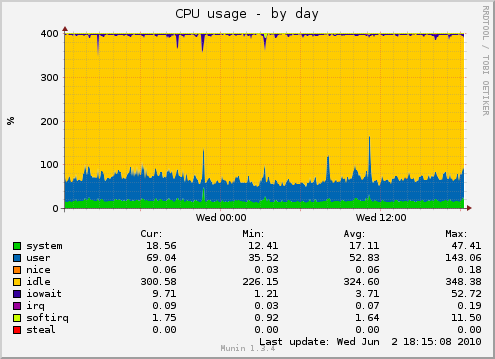 CPU usage - by day
RRDTOOL / TOBI OETIKER
400
300
200
100
0
%
Wed 00:00 Wed 12:00
Cur: Min: Avg: Max:
system 18.56 12.41 17.11 47.41
user 69.04 35.52 52.83 143.06
nice 0.06 0.03 0.06 0.18
idle 300.58 226.15 324.60 348.38
iowait 9.71 1.21 3.71 52.72
irq 0.09 0.03 0.07 0.19
softirq 1.75 0.92 1.64 11.50
steal 0.00 0.00 0.00 0.00
Last update: Wed Jun 2 18:15:08 2010
Munin 1.3.4